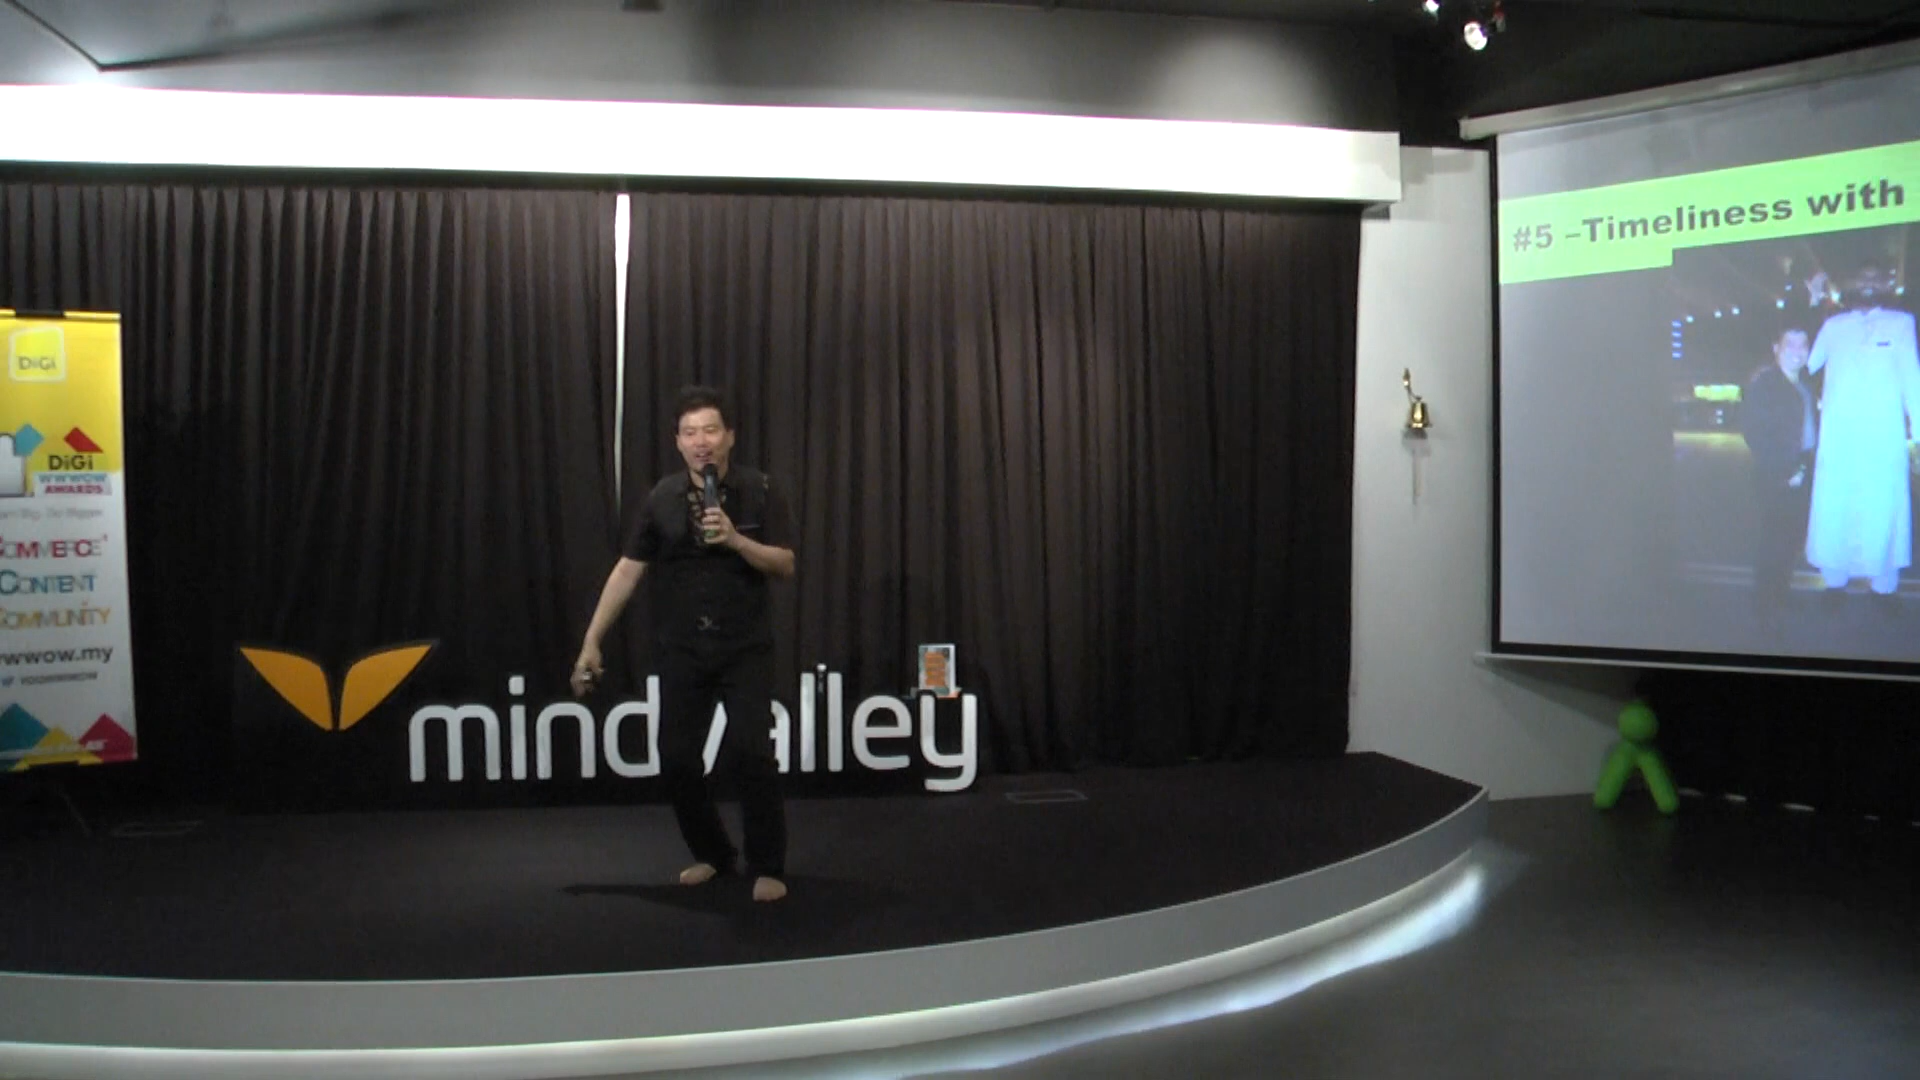 DiGi
DiGi
WWWOW
AWARDS
COMMERCE
CONTENT
COMMUNITY
wwwow.my
mindvalley
#5 –Timeliness with